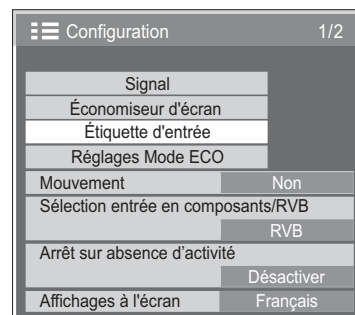 Configuration 1/2
Signal
Économiseur d'écran
Étiquette d'entrée
Réglages Mode ECO
Mouvement Non
Sélection entrée en composants/RVB
RVB
Arrêt sur absence d’activité
Désactiver
Affichages à l'écran Français